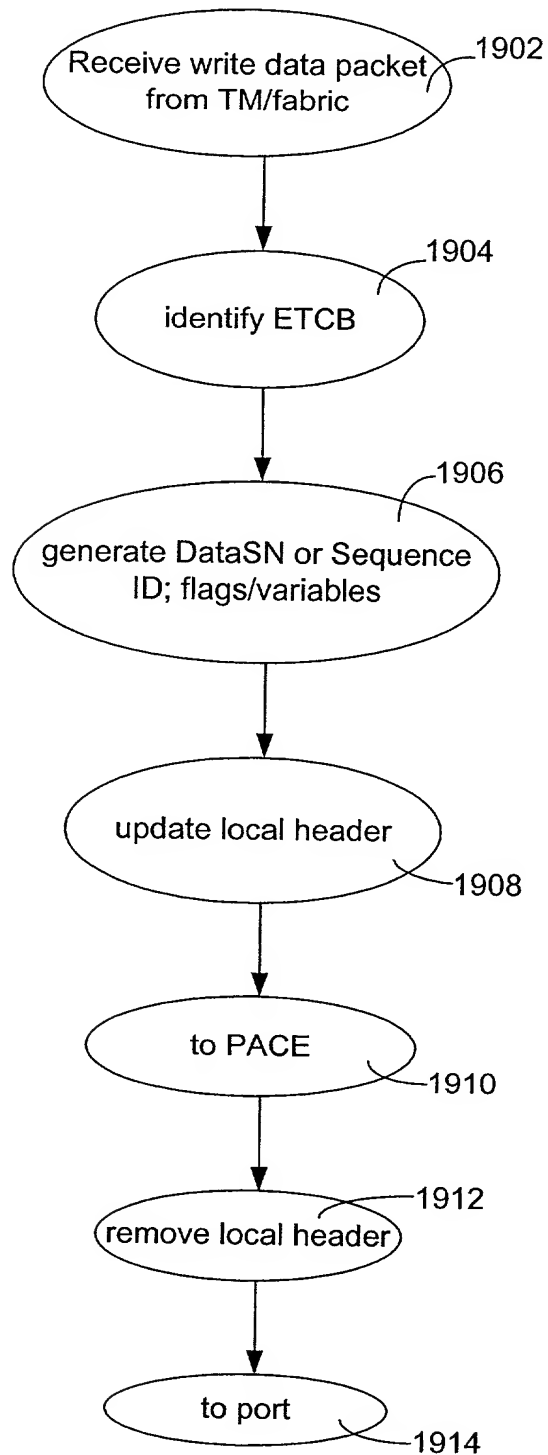 Receive write data packet
from TM/fabric
1902
1904
identify ETCB
1906
generate DataSN or Sequence
ID; flags/variables
update local header
1908
to PACE
1910
1912
remove local header
to port
1914